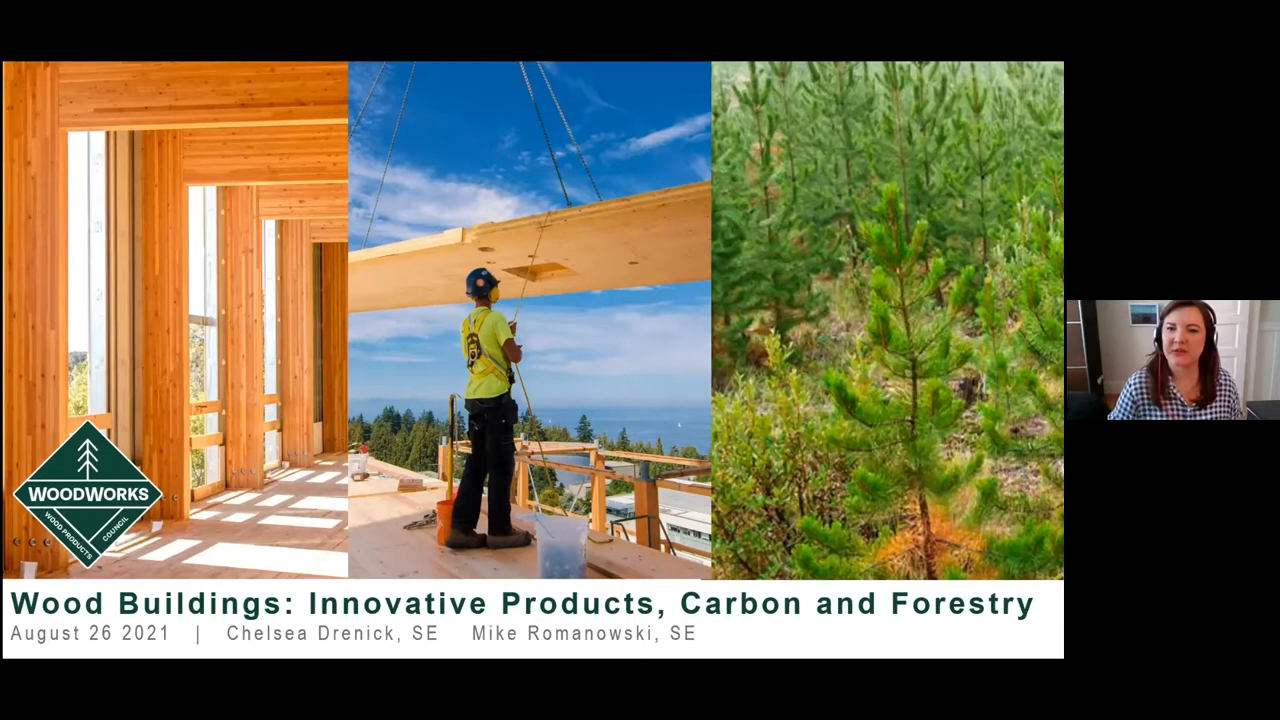 WOODWORKS
WOOD PRODUCTS
COUNCIL
Wood Buildings: Innovative Products, Carbon and Forestry
August 26 2021 | Chelsea Drenick, SE Mike Romanowski, SE